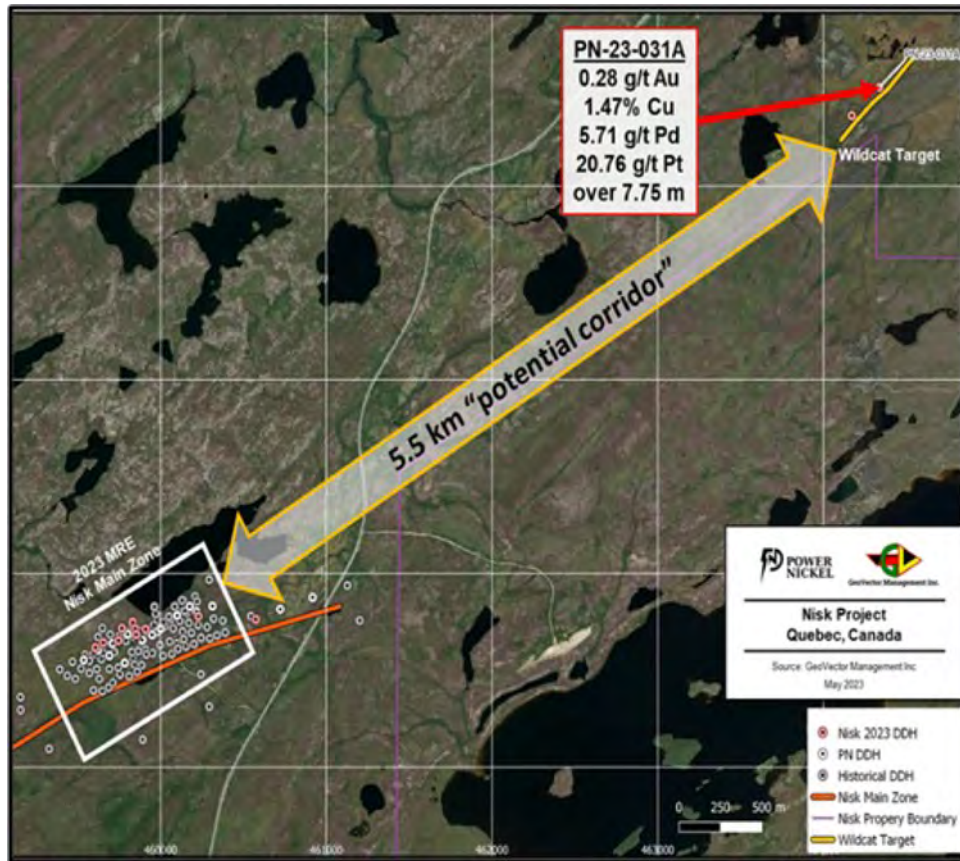 PN-23-031A
0.28 g/t Au
1.47% Cu
5.71 g/t Pd
20.76 g/t Pt
over 7.75 m
PN-23-031A
Wildcat Target
5.5 km "potential corridor"
2023 MRE
Nisk Main Zone
POWER
NICKEL
GeoVector Management Inc.
Nisk Project
Quebec, Canada
Source: GeoVector Management Inc
May 2023
Nisk 2023 DDH
PN DDH
Historical DDH
Nisk Main Zone
Nisk Propery Boundary
Wildcat Target
0 250 500 m
461000 462000 463000